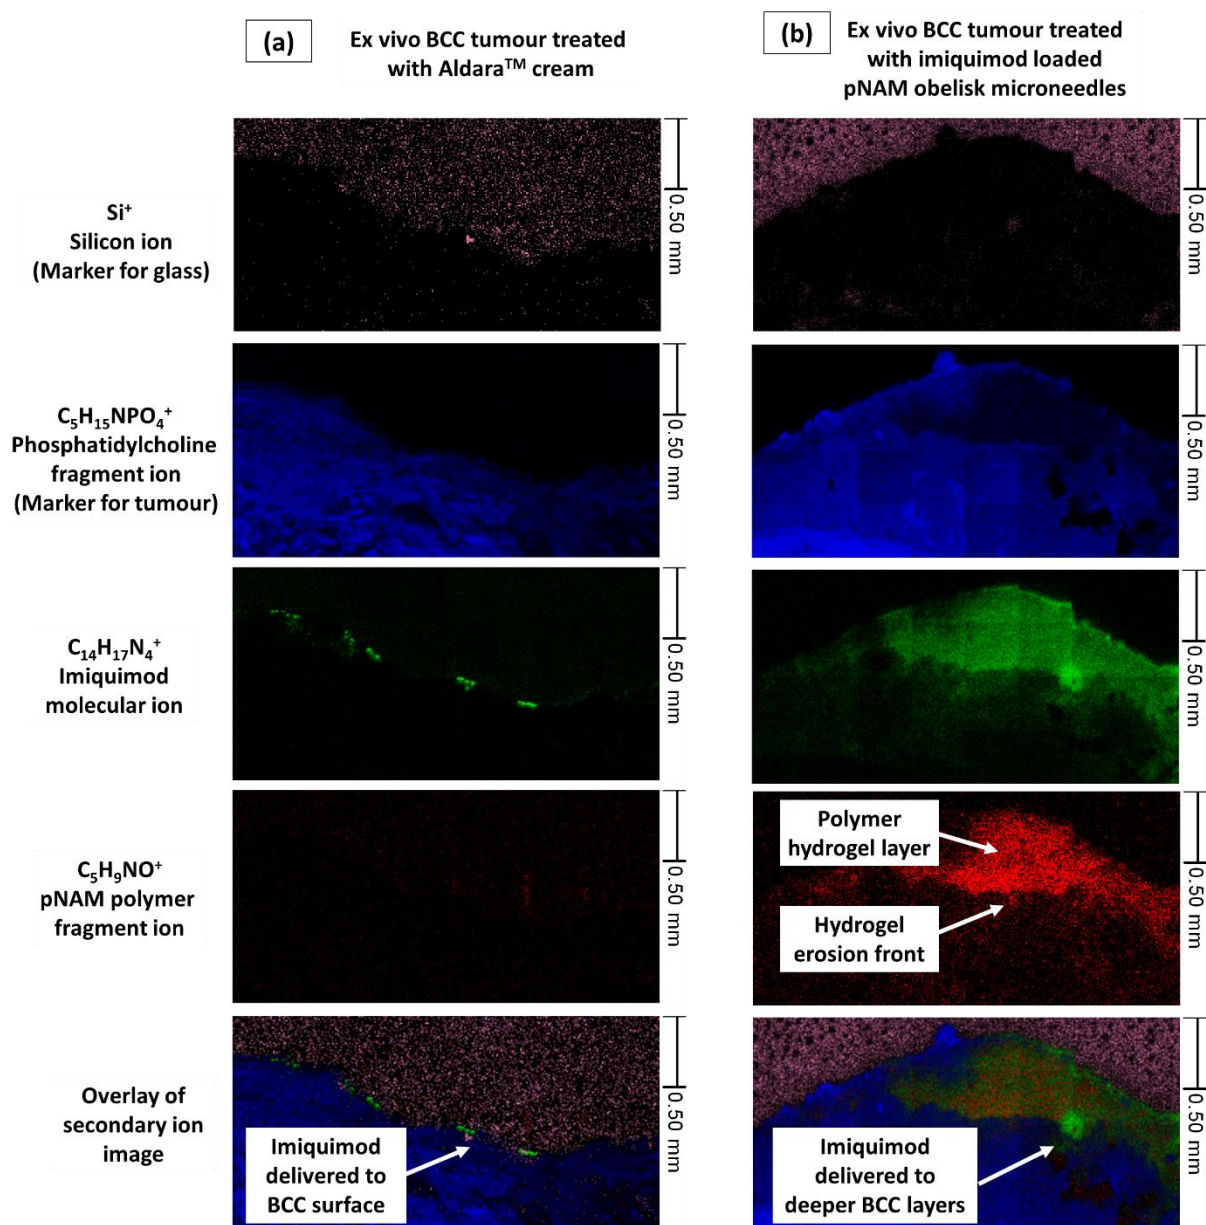 (a)
Ex vivo BCC tumour treated
with Aldara™ cream
(b)
Ex vivo BCC tumour treated
with imiquimod loaded
pNAM obelisk microneedles
Si⁺
Silicon ion
(Marker for glass)
0.50 mm
0.50 mm
C₅H₁₅NPO₄⁺
Phosphatidylcholine
fragment ion
(Marker for tumour)
0.50 mm
0.50 mm
C₁₄H₁₇N₄⁺
Imiquimod
molecular ion
0.50 mm
0.50 mm
C₅H₉NO⁺
pNAM polymer
fragment ion
0.50 mm
Polymer
hydrogel layer
Hydrogel
erosion front
0.50 mm
Overlay of
secondary ion
image
Imiquimod
delivered to
BCC surface
0.50 mm
Imiquimod
delivered to
deeper BCC layers
0.50 mm